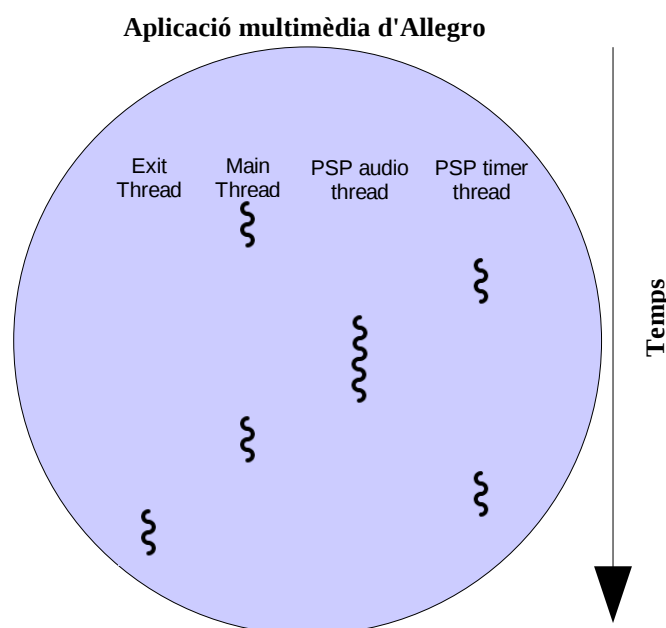 Aplicació multimèdia d'Allegro
Exit
Thread
Main
Thread
PSP audio
thread
PSP timer
thread
Temps